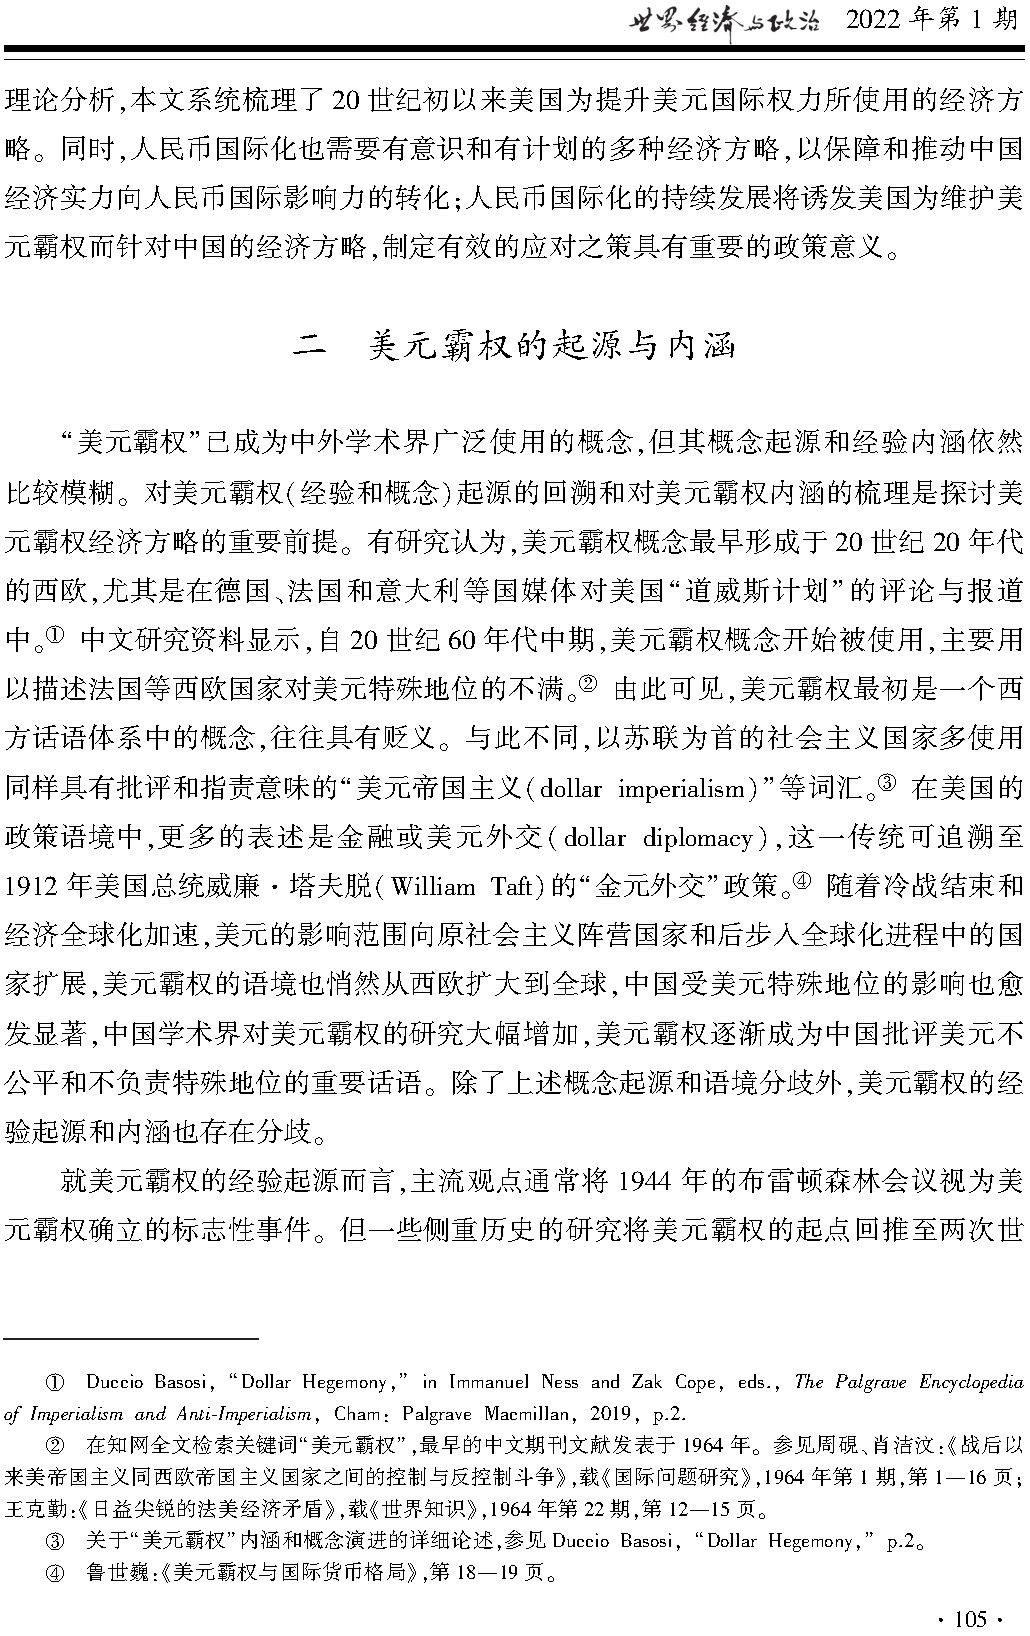 世界经济与政治 2022 年第 1 期
理论分析,本文系统梳理了 20 世纪初以来美国为提升美元国际权力所使用的经济方
略。同时,人民币国际化也需要有意识和有计划的多种经济方略,以保障和推动中国
经济实力向人民币国际影响力的转化;人民币国际化的持续发展将诱发美国为维护美
元霸权而针对中国的经济方略,制定有效的应对之策具有重要的政策意义。
二 美元霸权的起源与内涵
“美元霸权”已成为中外学术界广泛使用的概念,但其概念起源和经验内涵依然
比较模糊。对美元霸权(经验和概念)起源的回溯和对美元霸权内涵的梳理是探讨美
元霸权经济方略的重要前提。有研究认为,美元霸权概念最早形成于 20 世纪 20 年代
的西欧,尤其是在德国、法国和意大利等国媒体对美国“道威斯计划”的评论与报道
中。① 中文研究资料显示,自 20 世纪 60 年代中期,美元霸权概念开始被使用,主要用
以描述法国等西欧国家对美元特殊地位的不满。② 由此可见,美元霸权最初是一个西
方话语体系中的概念,往往具有贬义。与此不同,以苏联为首的社会主义国家多使用
同样具有批评和指责意味的“美元帝国主义(dollar imperialism)”等词汇。③ 在美国的
政策语境中,更多的表述是金融或美元外交(dollar diplomacy),这一传统可追溯至
1912 年美国总统威廉·塔夫脱(William Taft)的“金元外交”政策。④ 随着冷战结束和
经济全球化加速,美元的影响范围向原社会主义阵营国家和后步入全球化进程中的国
家扩展,美元霸权的语境也悄然从西欧扩大到全球,中国受美元特殊地位的影响也愈
发显著,中国学术界对美元霸权的研究大幅增加,美元霸权逐渐成为中国批评美元不
公平和不负责特殊地位的重要话语。除了上述概念起源和语境分歧外,美元霸权的经
验起源和内涵也存在分歧。
就美元霸权的经验起源而言,主流观点通常将 1944 年的布雷顿森林会议视为美
元霸权确立的标志性事件。但一些侧重历史的研究将美元霸权的起点回推至两次世
① Duccio Basosi, “Dollar Hegemony,” in Immanuel Ness and Zak Cope, eds., The Palgrave Encyclopedia
of Imperialism and Anti-Imperialism, Cham: Palgrave Macmillan, 2019, p.2.
② 在知网全文检索关键词“美元霸权”,最早的中文期刊文献发表于 1964 年。参见周砚、肖洁汶:《战后以
来美帝国主义同西欧帝国主义国家之间的控制与反控制斗争》,载《国际问题研究》,1964 年第 1 期,第 1—16 页;
王克勤:《日益尖锐的法美经济矛盾》,载《世界知识》,1964 年第 22 期,第 12—15 页。
③ 关于“美元霸权”内涵和概念演进的详细论述,参见 Duccio Basosi, “Dollar Hegemony,” p.2。
④ 鲁世巍:《美元霸权与国际货币格局》,第 18—19 页。
· 105 ·